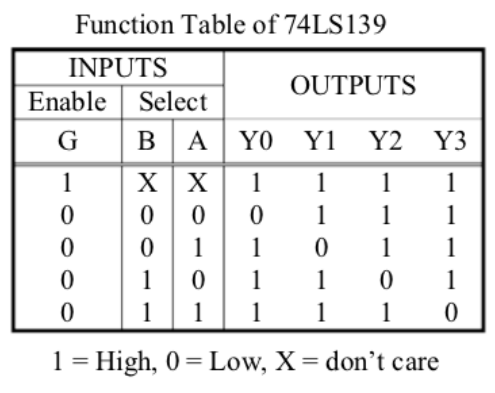 Function Table of 74LS139
INPUTS OUTPUTS
Enable Select
G B A Y0 Y1 Y2 Y3
1 X X 1 1 1 1
0 0 0 0 1 1 1
0 0 1 1 0 1 1
0 1 0 1 1 0 1
0 1 1 1 1 1 0
1 = High, 0 = Low, X = don’t care